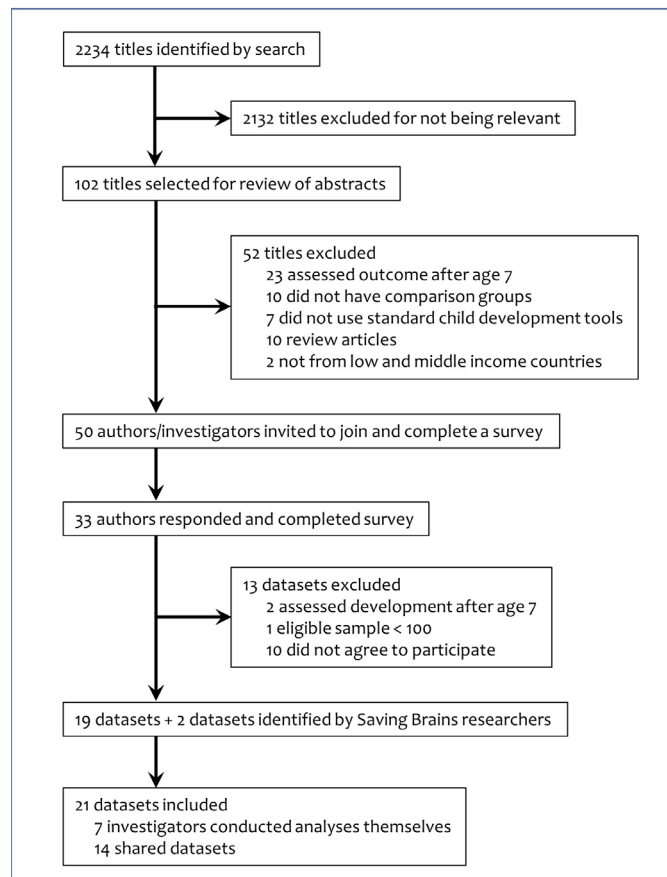 2234 titles identified by search
2132 titles excluded for not being relevant
102 titles selected for review of abstracts
52 titles excluded
23 assessed outcome after age 7
10 did not have comparison groups
7 did not use standard child development tools
10 review articles
2 not from low and middle income countries
50 authors/investigators invited to join and complete a survey
33 authors responded and completed survey
13 datasets excluded
2 assessed development after age 7
1 eligible sample < 100
10 did not agree to participate
19 datasets + 2 datasets identified by Saving Brains researchers
21 datasets included
7 investigators conducted analyses themselves
14 shared datasets